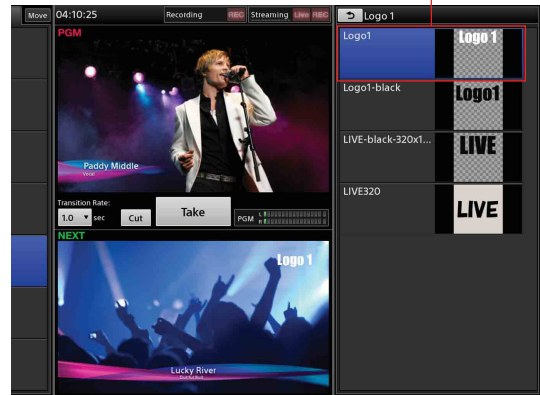 Move
04:10:25
Recording
REC
Streaming
Live
REC
PGM
Paddy Middle
Vocal
Transition Rate:
1.0 sec
Cut
Take
PGM
L
R
NEXT
Logo 1
Lucky River
Logo 1
Logo1
Logo 1
Logo1-black
Logo1
LIVE-black-320x1...
LIVE
LIVE320
LIVE